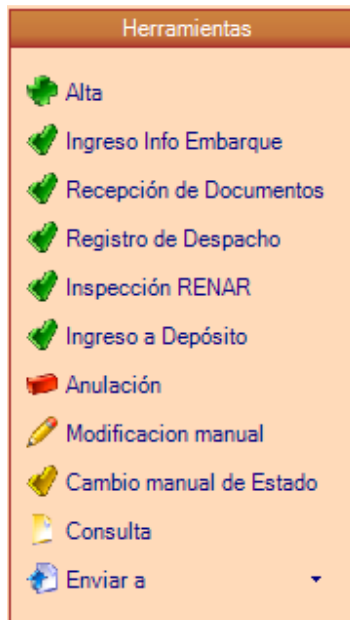 Herramientas
Alta
Ingreso Info Embarque
Recepción de Documentos
Registro de Despacho
Inspección RENAR
Ingreso a Depósito
Anulación
Modificacion manual
Cambio manual de Estado
Consulta
Enviar a